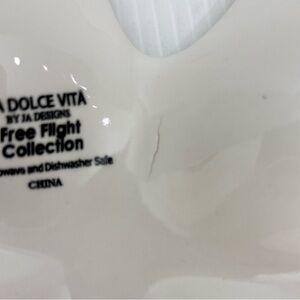 A DOLCE VITA
BY JA DESIGNS
Free Flight
Collection
owave and Dishwasher Safe
CHINA